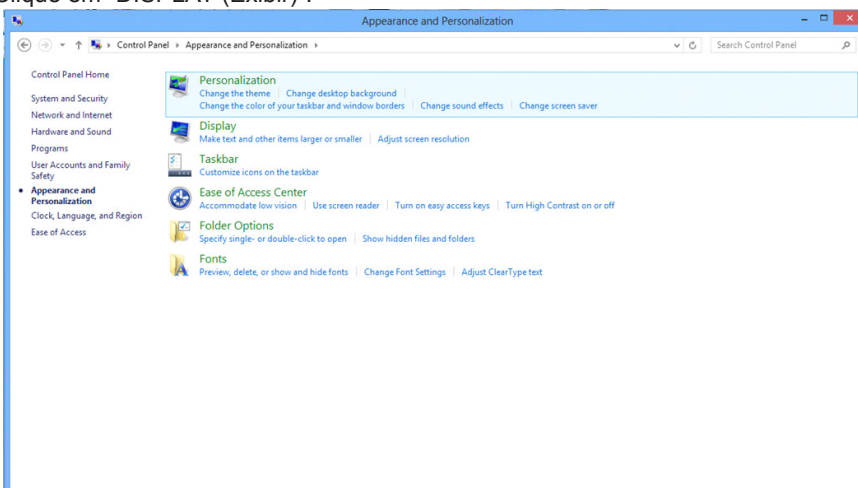 Clique em "DISPLAY (Exibir)".
Appearance and Personalization
Control Panel ▸ Appearance and Personalization ▸
Search Control Panel
Control Panel Home
System and Security
Network and Internet
Hardware and Sound
Programs
User Accounts and Family
Safety
Appearance and
Personalization
Clock, Language, and Region
Ease of Access
Personalization
Change the theme | Change desktop background
Change the color of your taskbar and window borders | Change sound effects | Change screen saver
Display
Make text and other items larger or smaller | Adjust screen resolution
Taskbar
Customize icons on the taskbar
Ease of Access Center
Accommodate low vision | Use screen reader | Turn on easy access keys | Turn High Contrast on or off
Folder Options
Specify single- or double-click to open | Show hidden files and folders
Fonts
Preview, delete, or show and hide fonts | Change Font Settings | Adjust ClearType text